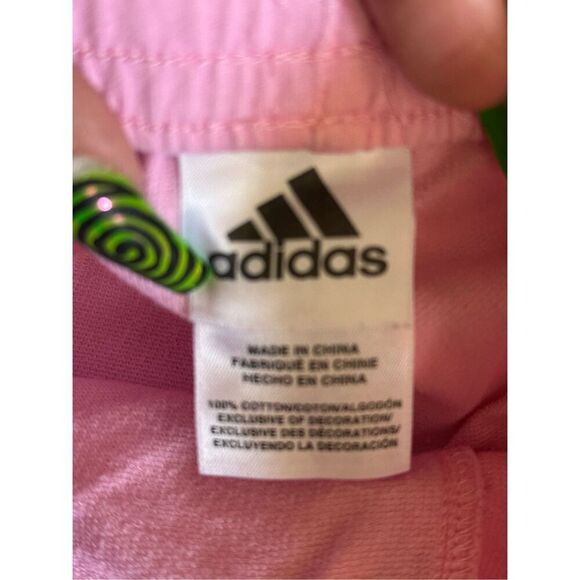 adidas
MADE IN CHINA
FABRIQUÉ EN CHINE
HECHO EN CHINA
100% COTTON/COTON/ALGODÓN
EXCLUSIVE OF DECORATION/
EXCLUSIVE DES DÉCORATIONS/
EXCLUYENDO LA DECORACIÓN